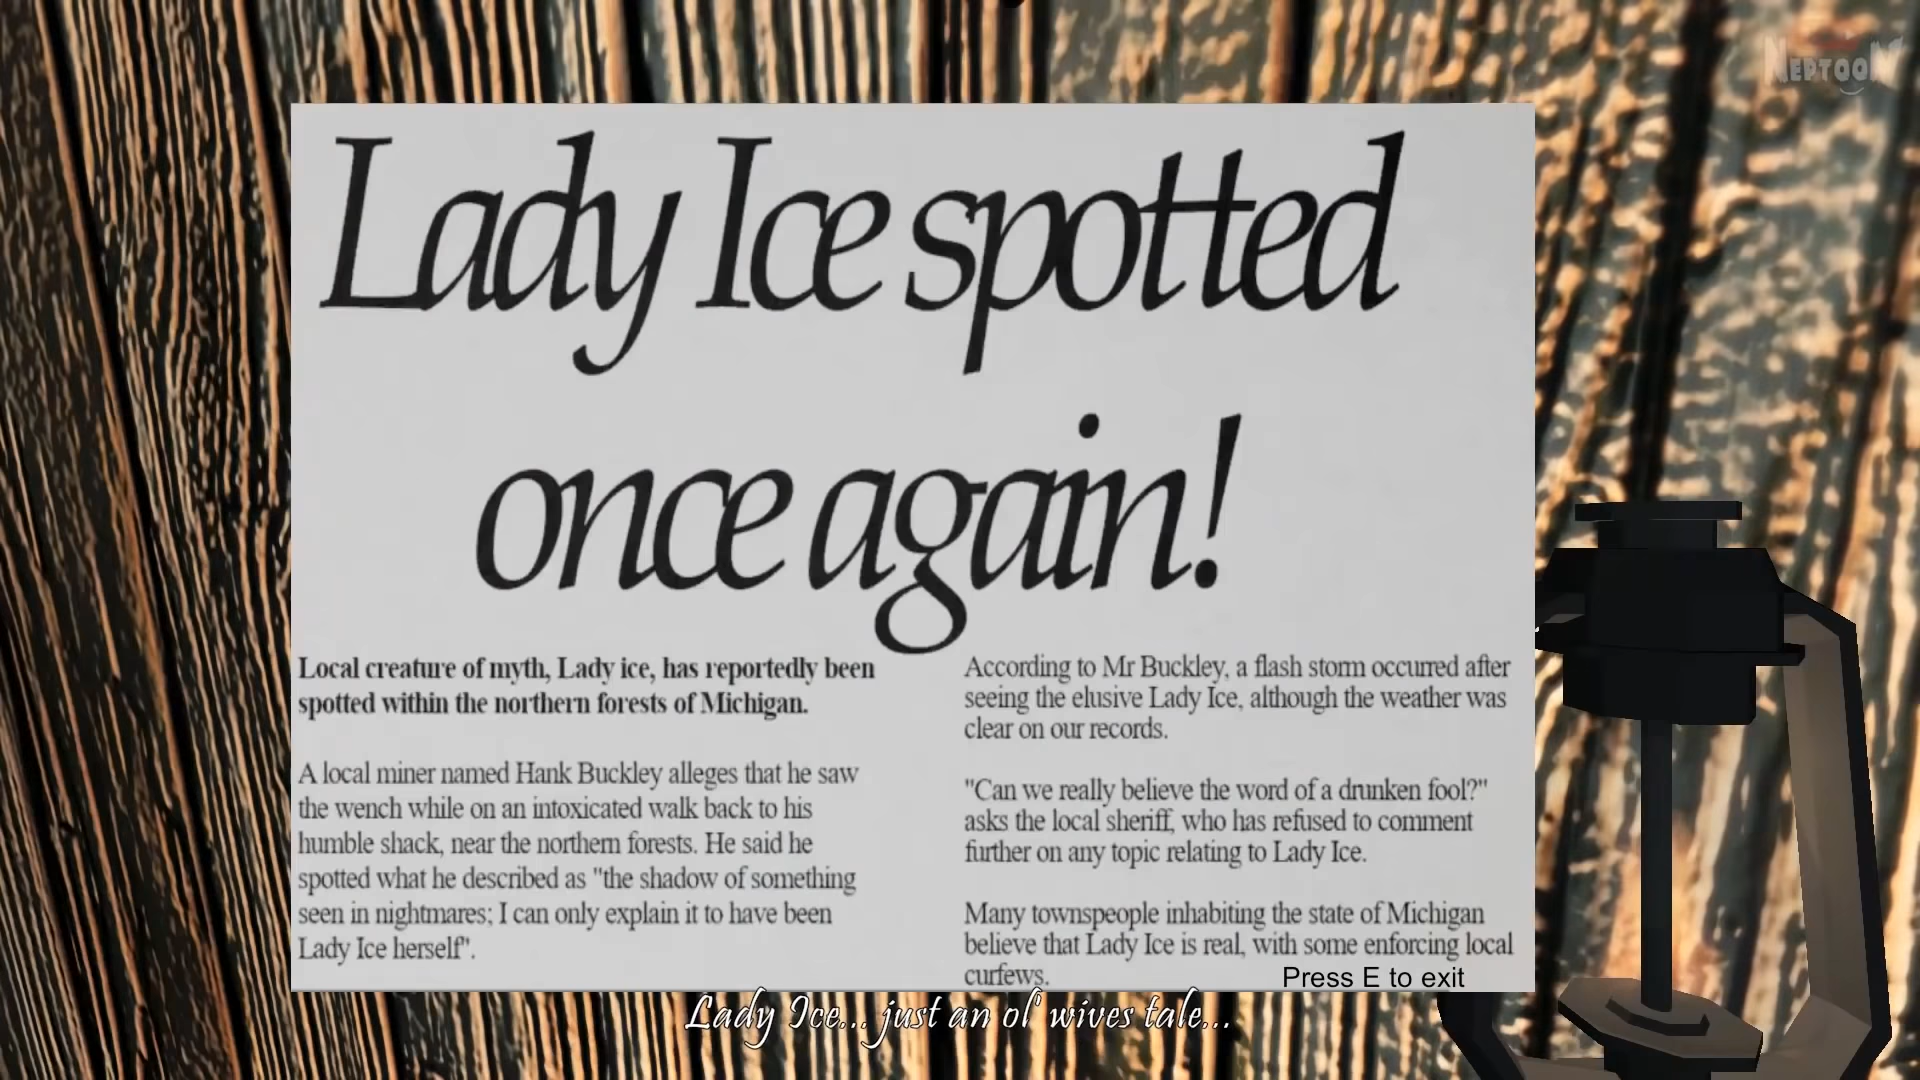 NEPTOON
Lady Ice spotted
once again!
Local creature of myth, Lady ice, has reportedly been
spotted within the northern forests of Michigan.
A local miner named Hank Buckley alleges that he saw
the wench while on an intoxicated walk back to his
humble shack, near the northern forests. He said he
spotted what he described as "the shadow of something
seen in nightmares; I can only explain it to have been
Lady Ice herself".
According to Mr Buckley, a flash storm occurred after
seeing the elusive Lady Ice, although the weather was
clear on our records.
"Can we really believe the word of a drunken fool?"
asks the local sheriff, who has refused to comment
further on any topic relating to Lady Ice.
Many townspeople inhabiting the state of Michigan
believe that Lady Ice is real, with some enforcing local
curfews.
Press E to exit
Lady Ice... just an ol' wives tale...